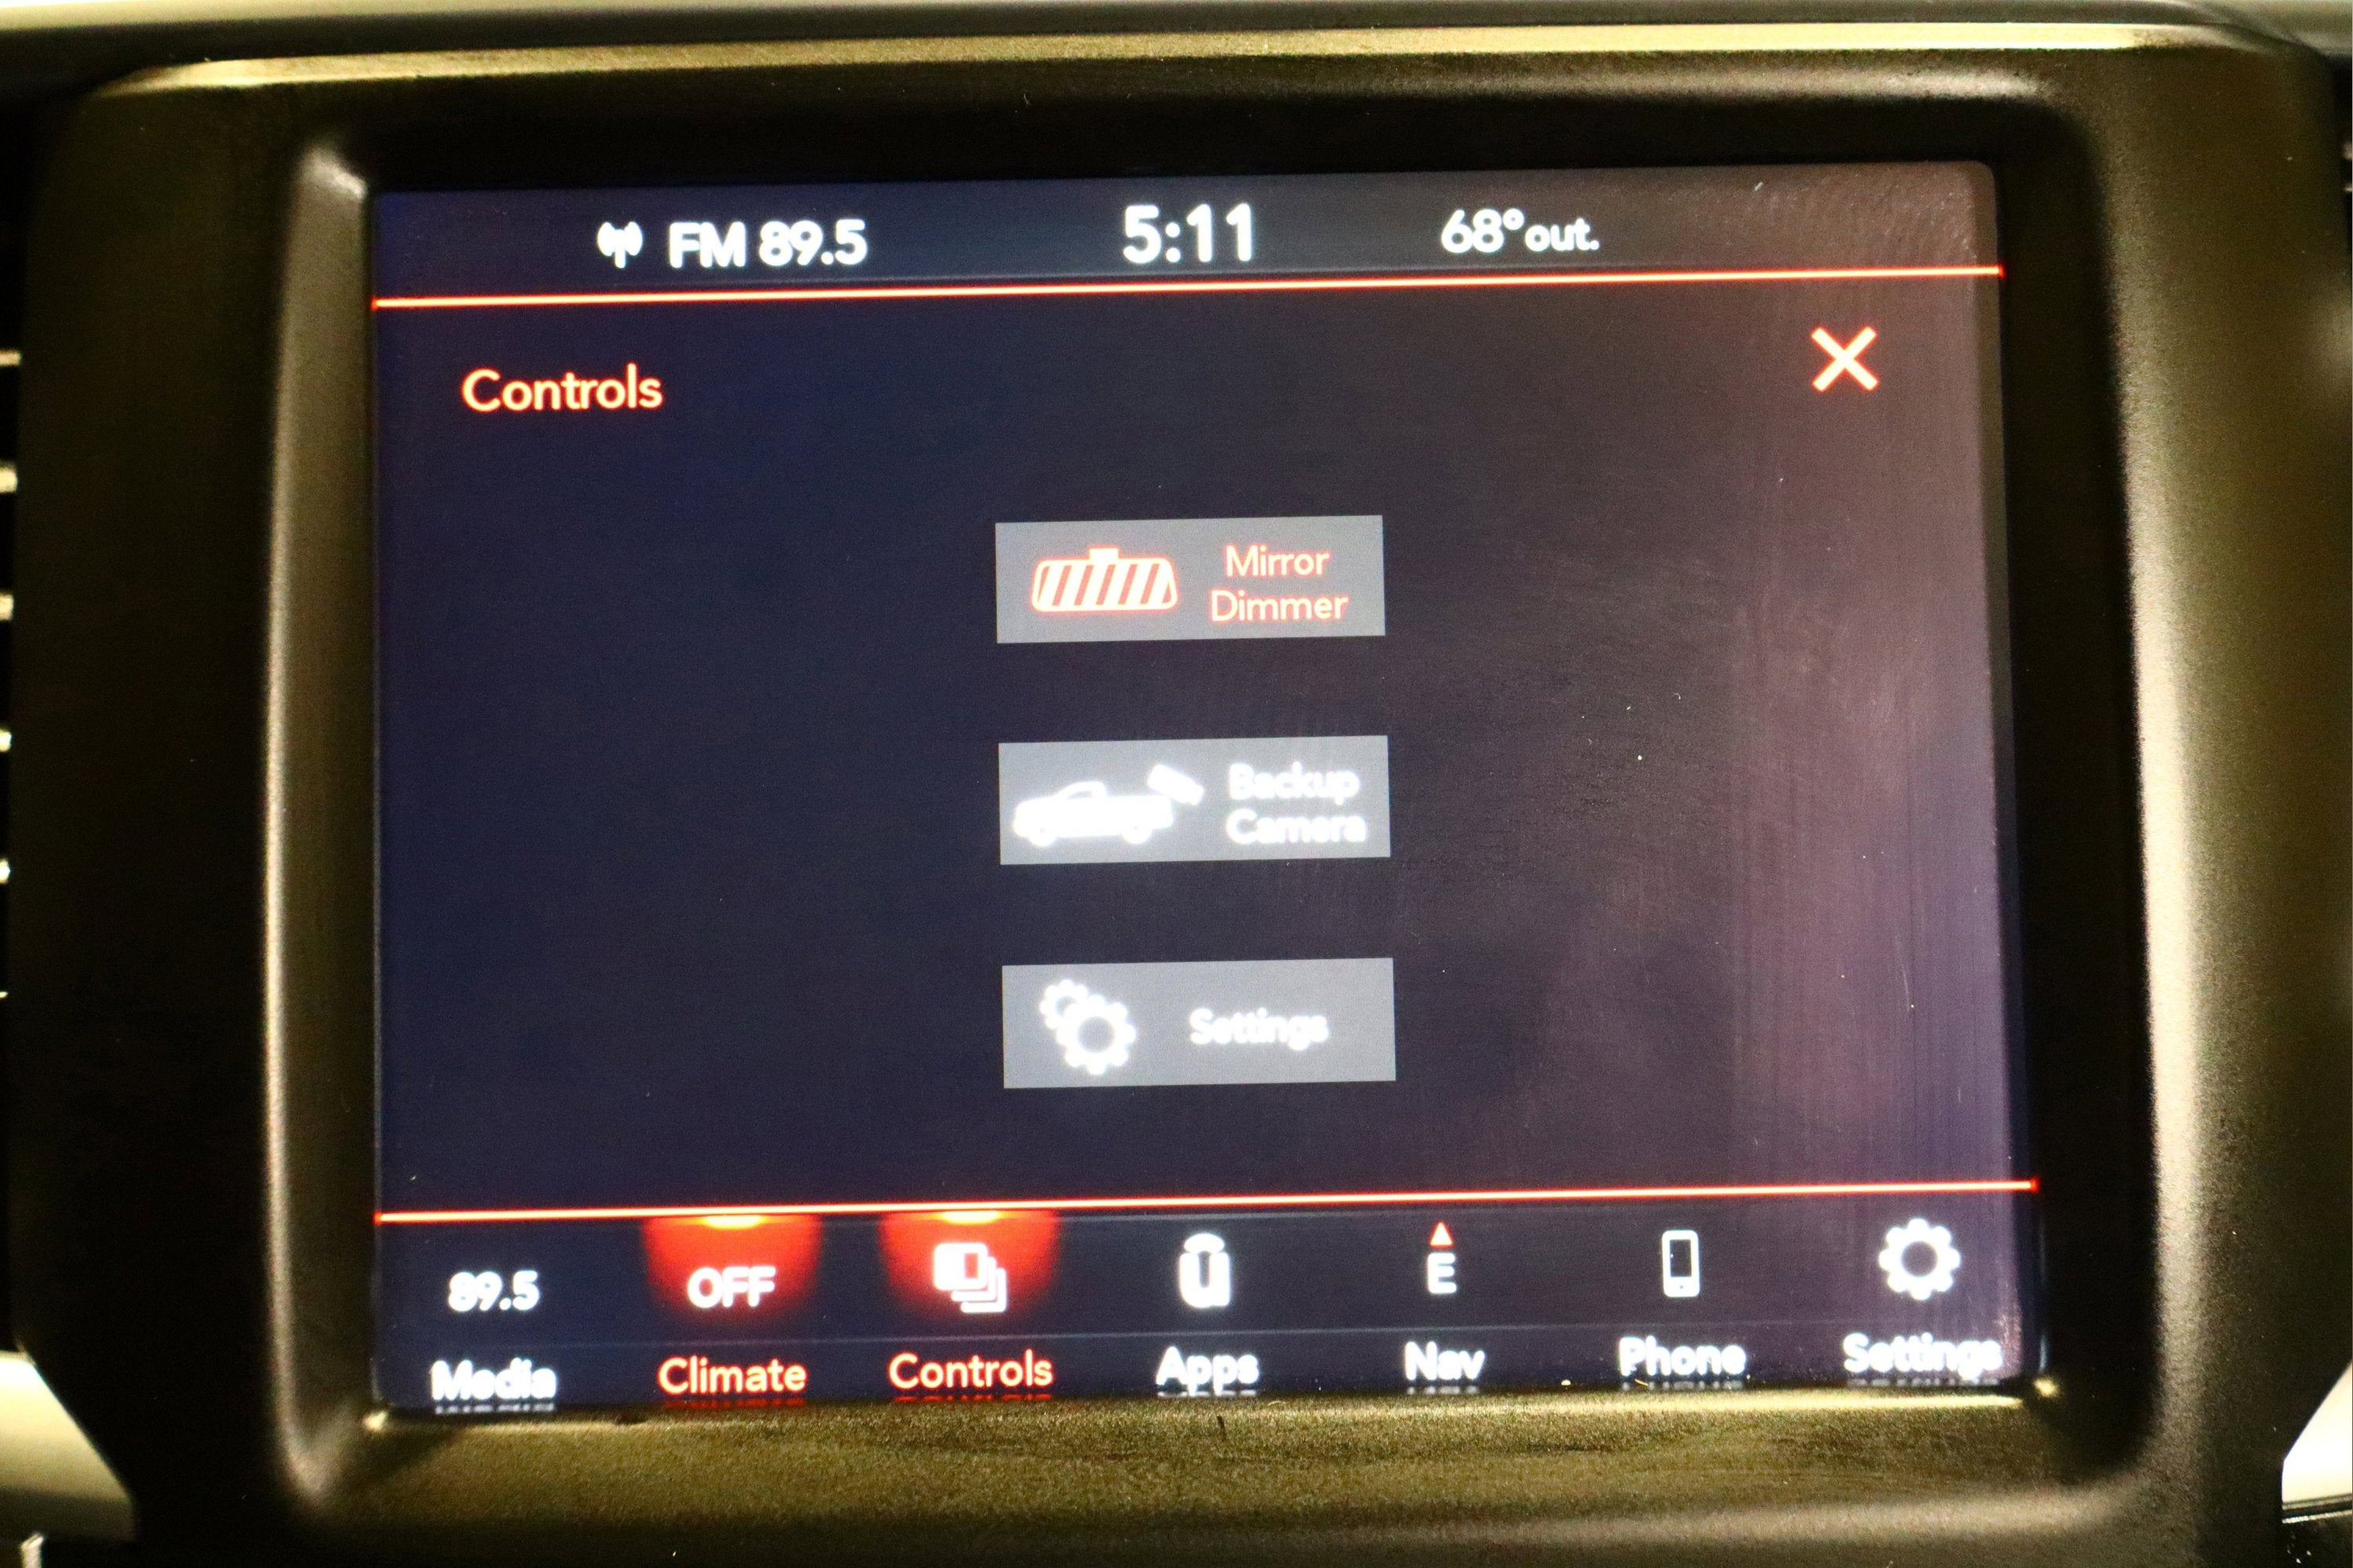 FM 89.5 5:11 68°out.
Controls
Mirror
Dimmer
Backup
Camera
Settings
89.5 OFF E
Media Climate Controls Apps Nav Phone Settings